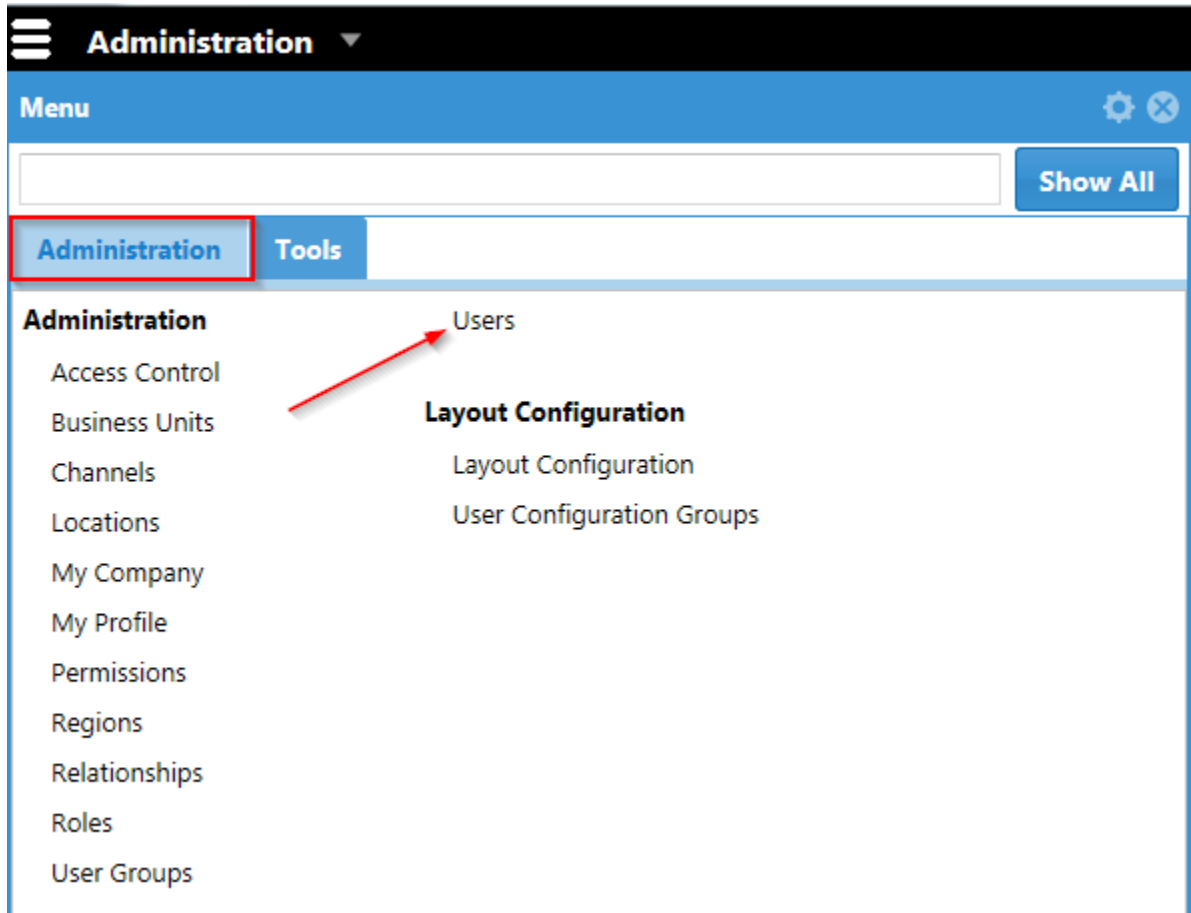 Administration
Menu
Show All
Administration Tools
Administration
Access Control
Business Units
Channels
Locations
My Company
My Profile
Permissions
Regions
Relationships
Roles
User Groups
Users
Layout Configuration
Layout Configuration
User Configuration Groups